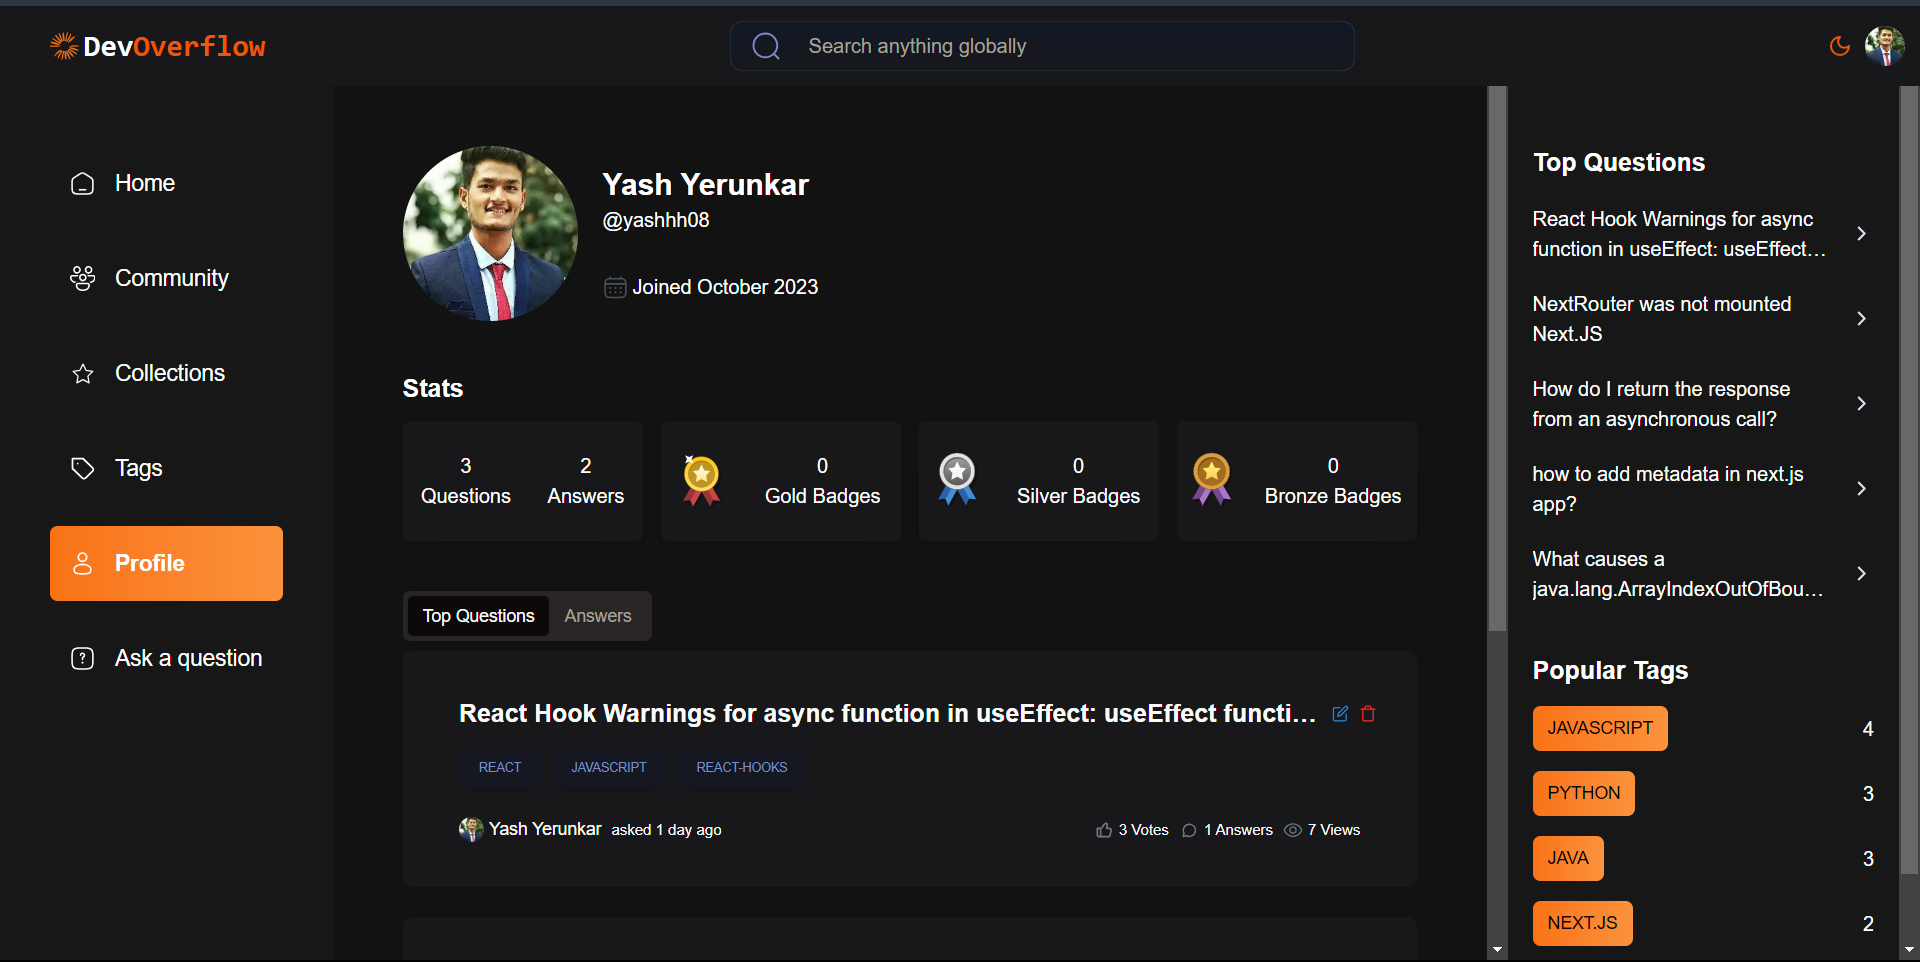 DevOverflow
Search anything globally
Home
Community
Collections
Tags
Profile
Ask a question
Yash Yerunkar
@yashhh08
Joined October 2023
Stats
3 Questions
2 Answers
0 Gold Badges
0 Silver Badges
0 Bronze Badges
Top Questions Answers
React Hook Warnings for async function in useEffect: useEffect functi...
REACT JAVASCRIPT REACT-HOOKS
Yash Yerunkar asked 1 day ago 3 Votes 1 Answers 7 Views
Top Questions
React Hook Warnings for async
function in useEffect: useEffect...
NextRouter was not mounted
Next.JS
How do I return the response
from an asynchronous call?
how to add metadata in next.js
app?
What causes a
java.lang.ArrayIndexOutOfBou...
Popular Tags
JAVASCRIPT 4
PYTHON 3
JAVA 3
NEXT.JS 2